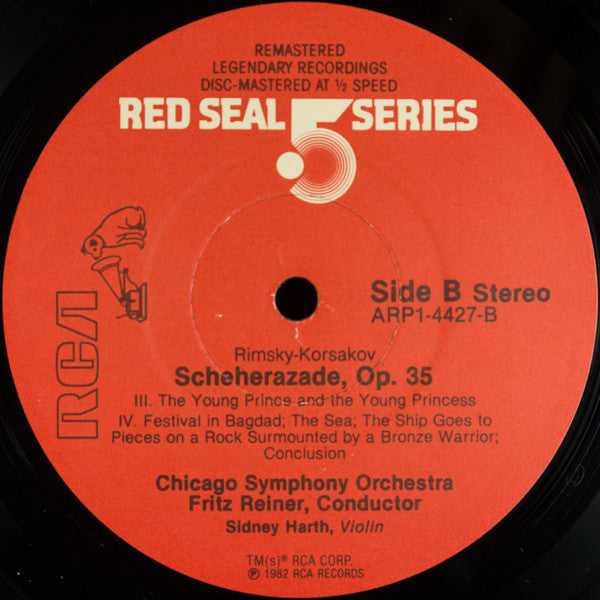 REMASTERED
LEGENDARY RECORDINGS
DISC-MASTERED AT ½ SPEED
RED SEAL .5 SERIES
RCA
Side B Stereo
ARP1-4427-B
Rimsky-Korsakov
Scheherazade, Op. 35
III. The Young Prince and the Young Princess
IV. Festival in Bagdad; The Sea; The Ship Goes to
Pieces on a Rock Surmounted by a Bronze Warrior;
Conclusion
Chicago Symphony Orchestra
Fritz Reiner, Conductor
Sidney Harth, Violin
TM(s)® RCA CORP.
℗ 1982 RCA RECORDS